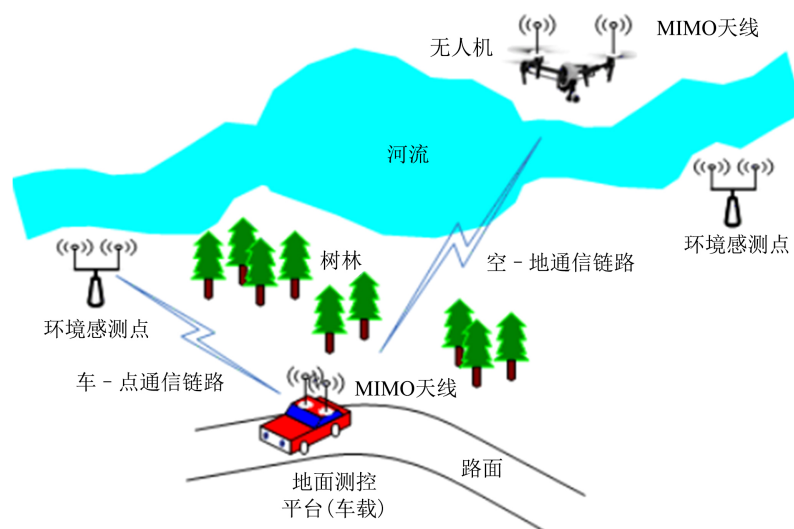 MIMO天线
无人机
河流
环境感测点
树林
空-地通信链路
环境感测点
车-点通信链路
MIMO天线
路面
地面测控
平台(车载)